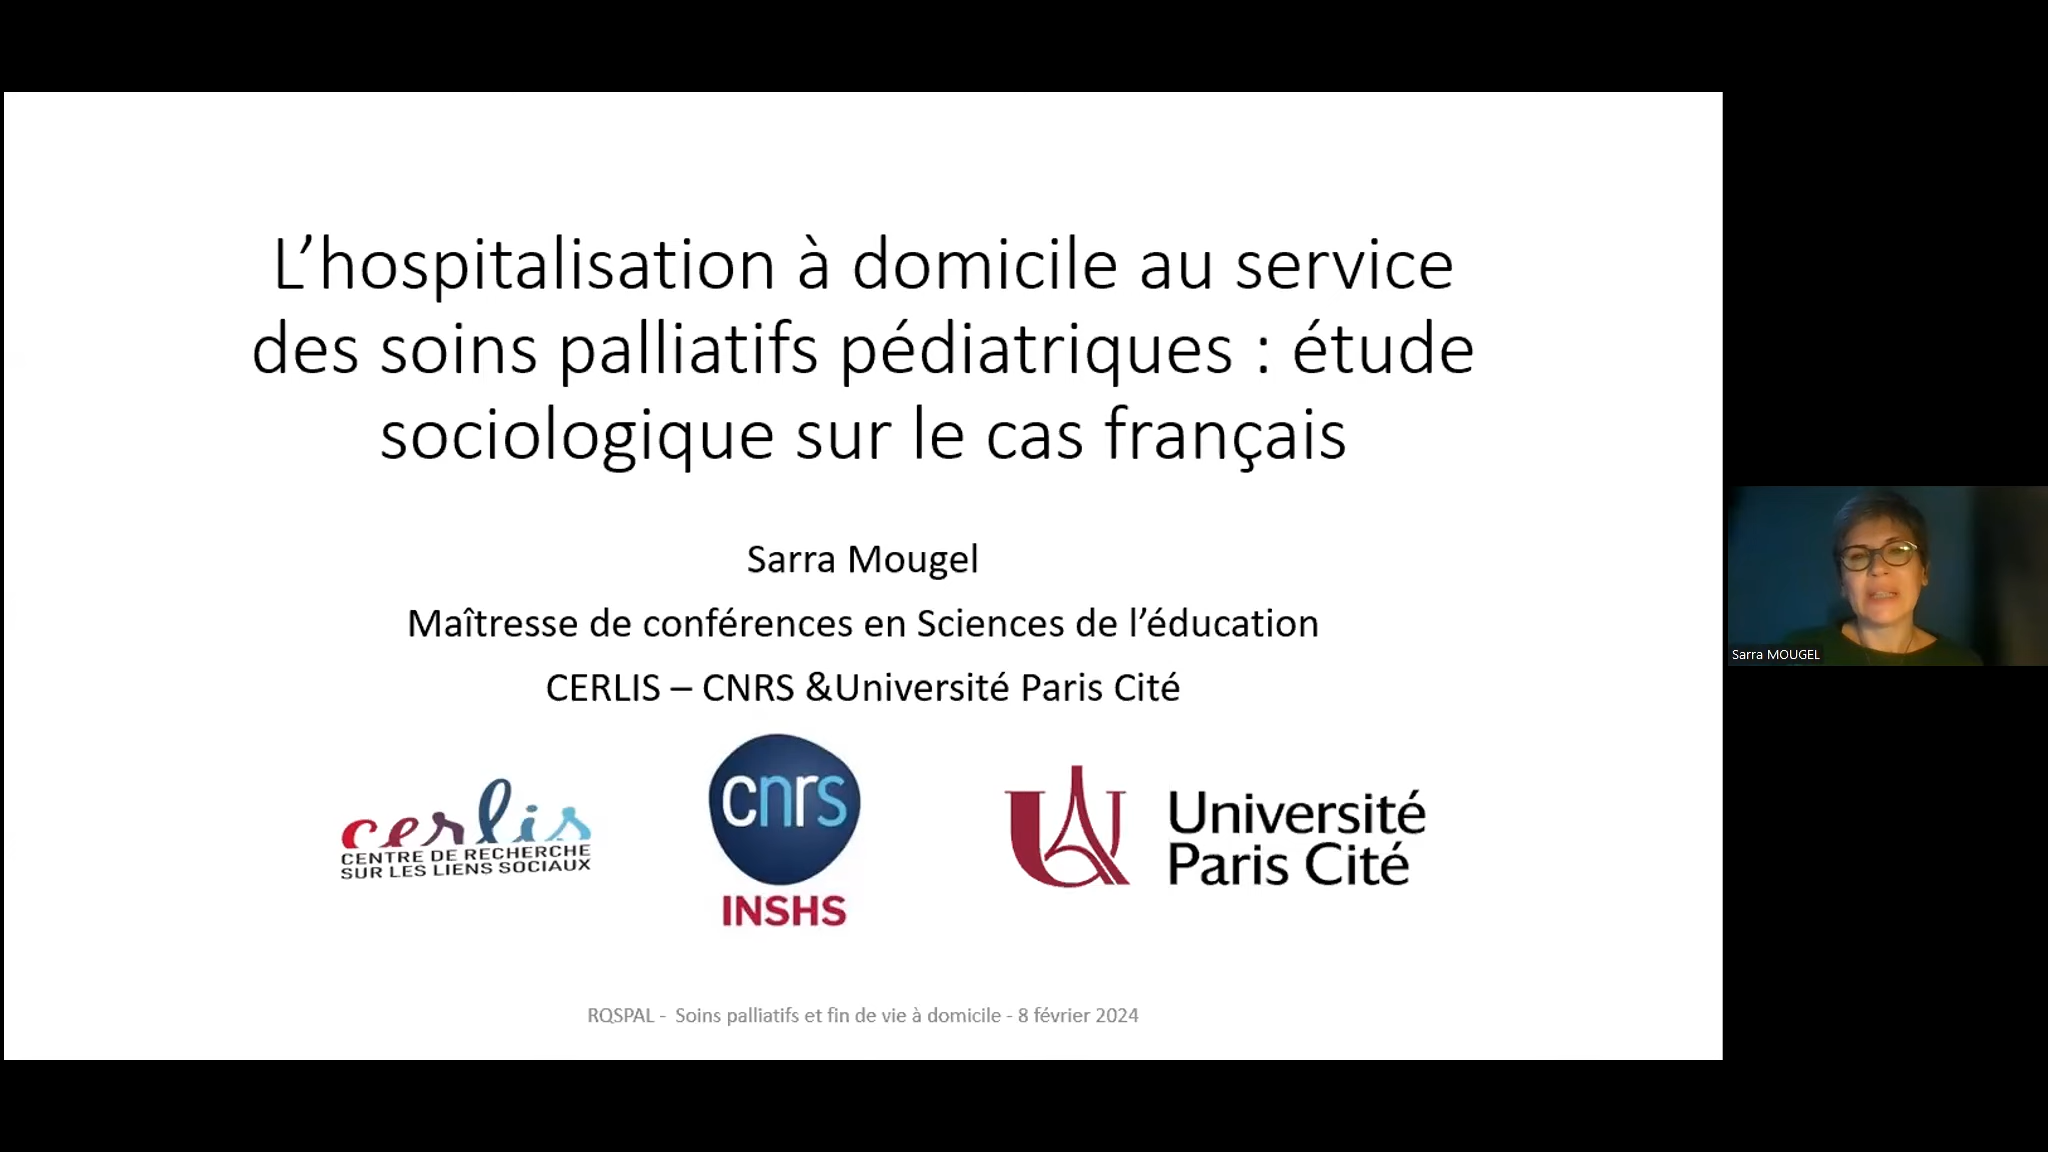 L’hospitalisation à domicile au service
des soins palliatifs pédiatriques : étude
sociologique sur le cas français
Sarra Mougel
Maîtresse de conférences en Sciences de l’éducation
CERLIS – CNRS &Université Paris Cité
cerlis
CENTRE DE RECHERCHE
SUR LES LIENS SOCIAUX
cnrs
INSHS
Université
Paris Cité
RQSPAL - Soins palliatifs et fin de vie à domicile - 8 février 2024
Sarra MOUGEL